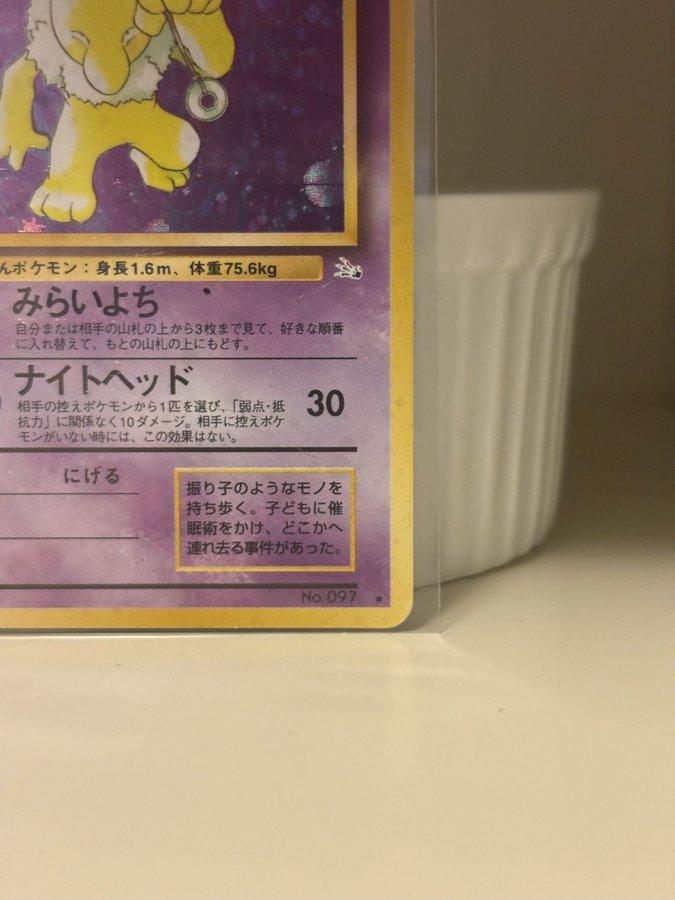 んポケモン：身長1.6m、体重75.6kg
みらいよち
自分または相手の山札の上から3枚まで見て、好きな順番
に入れ替えて、もとの山札の上にもどす。
ナイトヘッド
30
相手の控えポケモンから1匹を選び、「弱点・抵
抗力」に関係なく10ダメージ。相手に控えポケ
モンがいない時には、この効果はない。
にげる
振り子のようなモノを
持ち歩く。子どもに催
眠術をかけ、どこかへ
連れ去る事件があった。
No. 097 ★